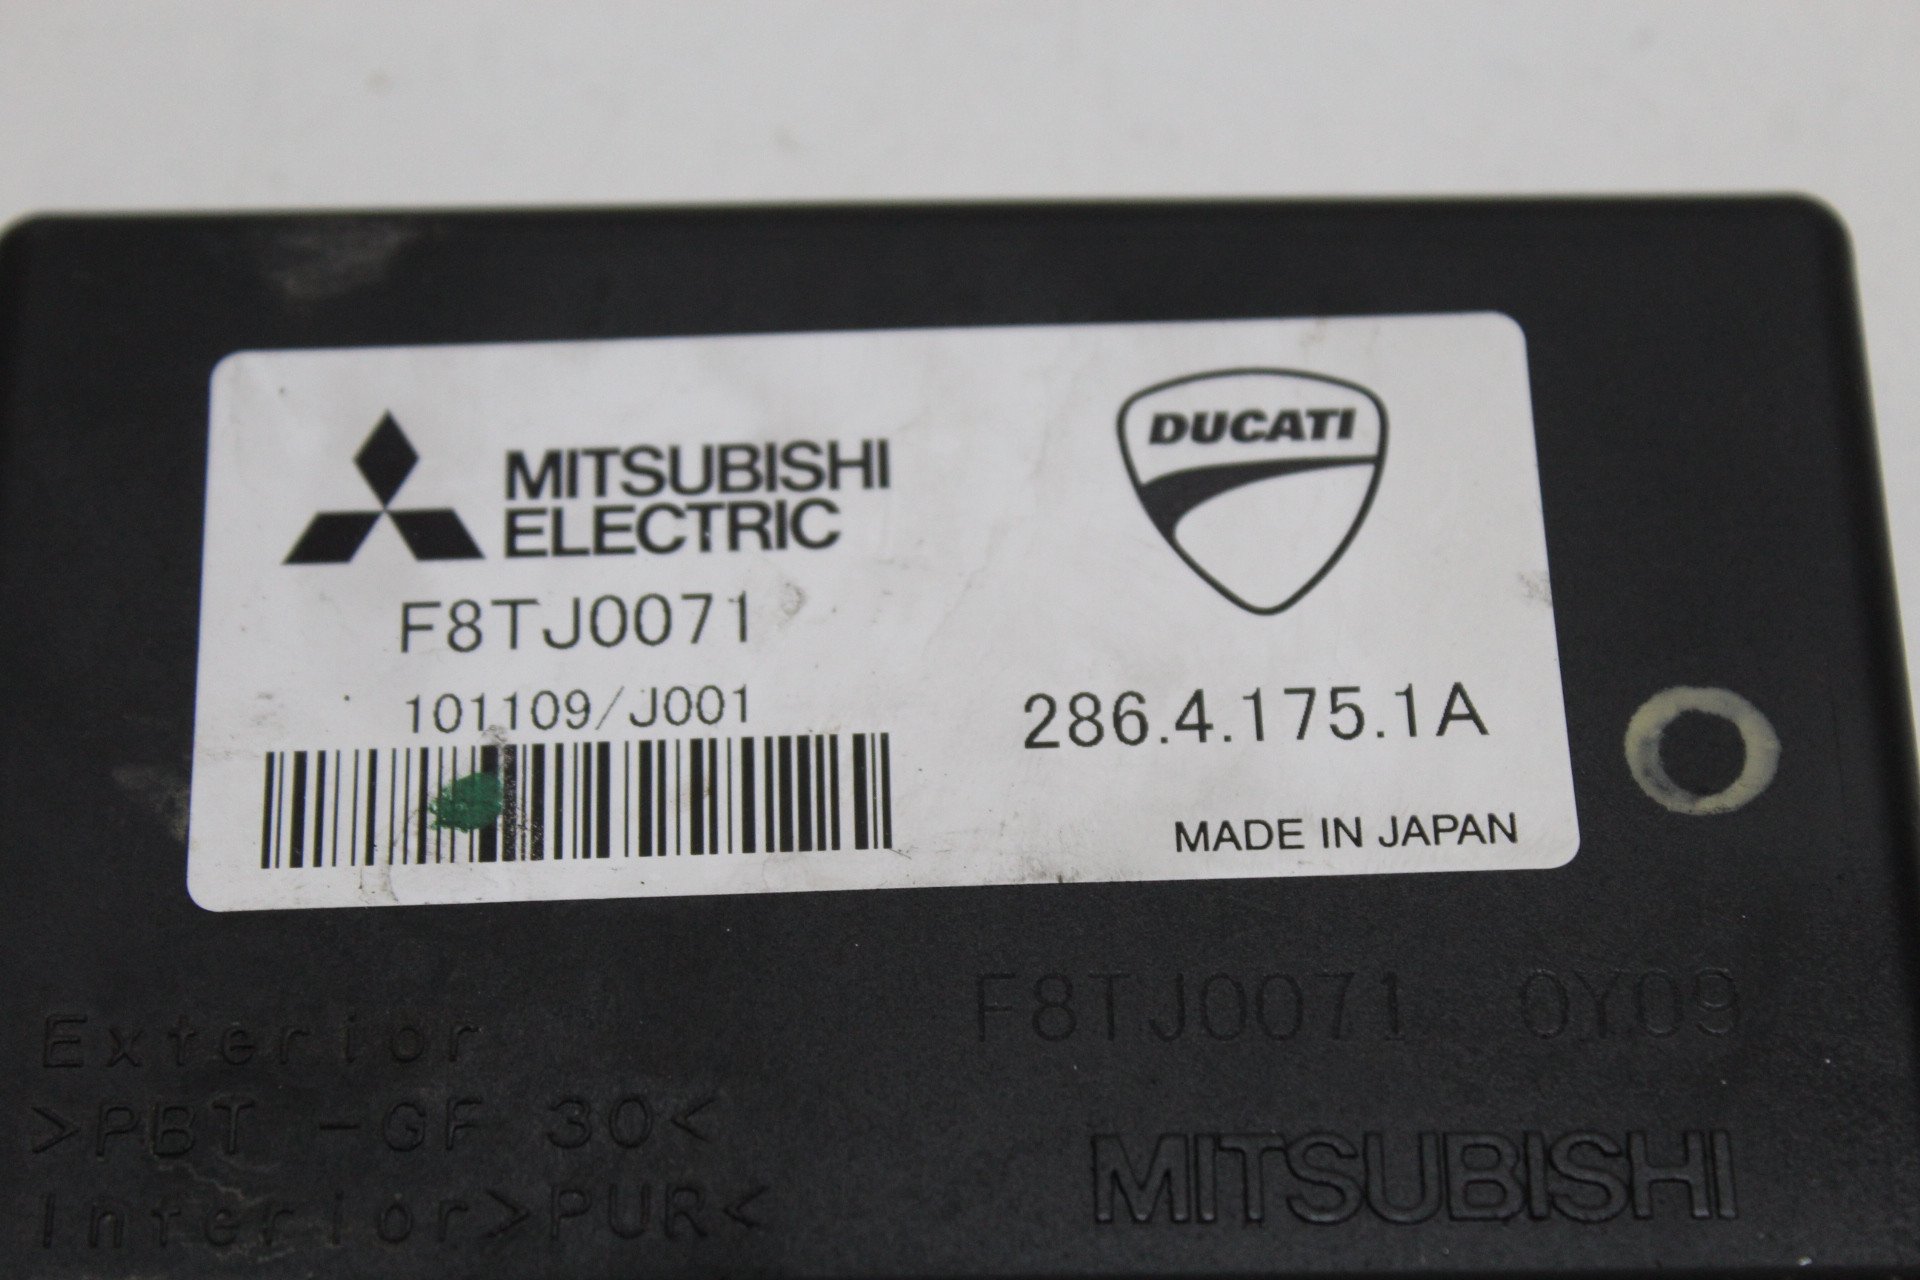 MITSUBISHI
ELECTRIC
F8TJ0071
101109/J001
DUCATI
286.4.175.1A
MADE IN JAPAN
F8TJ0071 0Y09
MITSUBISHI
Exterior
>PBT -GF 30<
Interior>PUR<